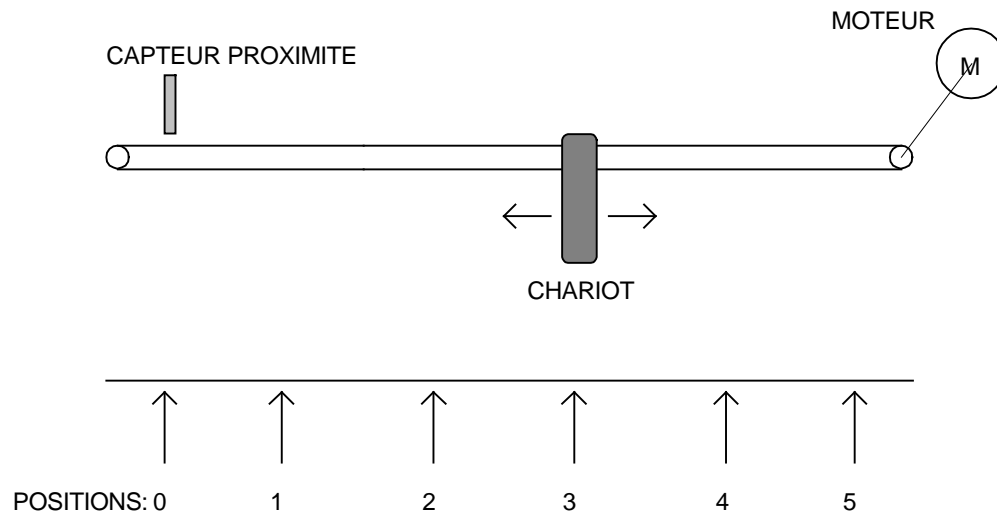 MOTEUR
CAPTEUR PROXIMITE
M
CHARIOT
POSITIONS: 0 1 2 3 4 5